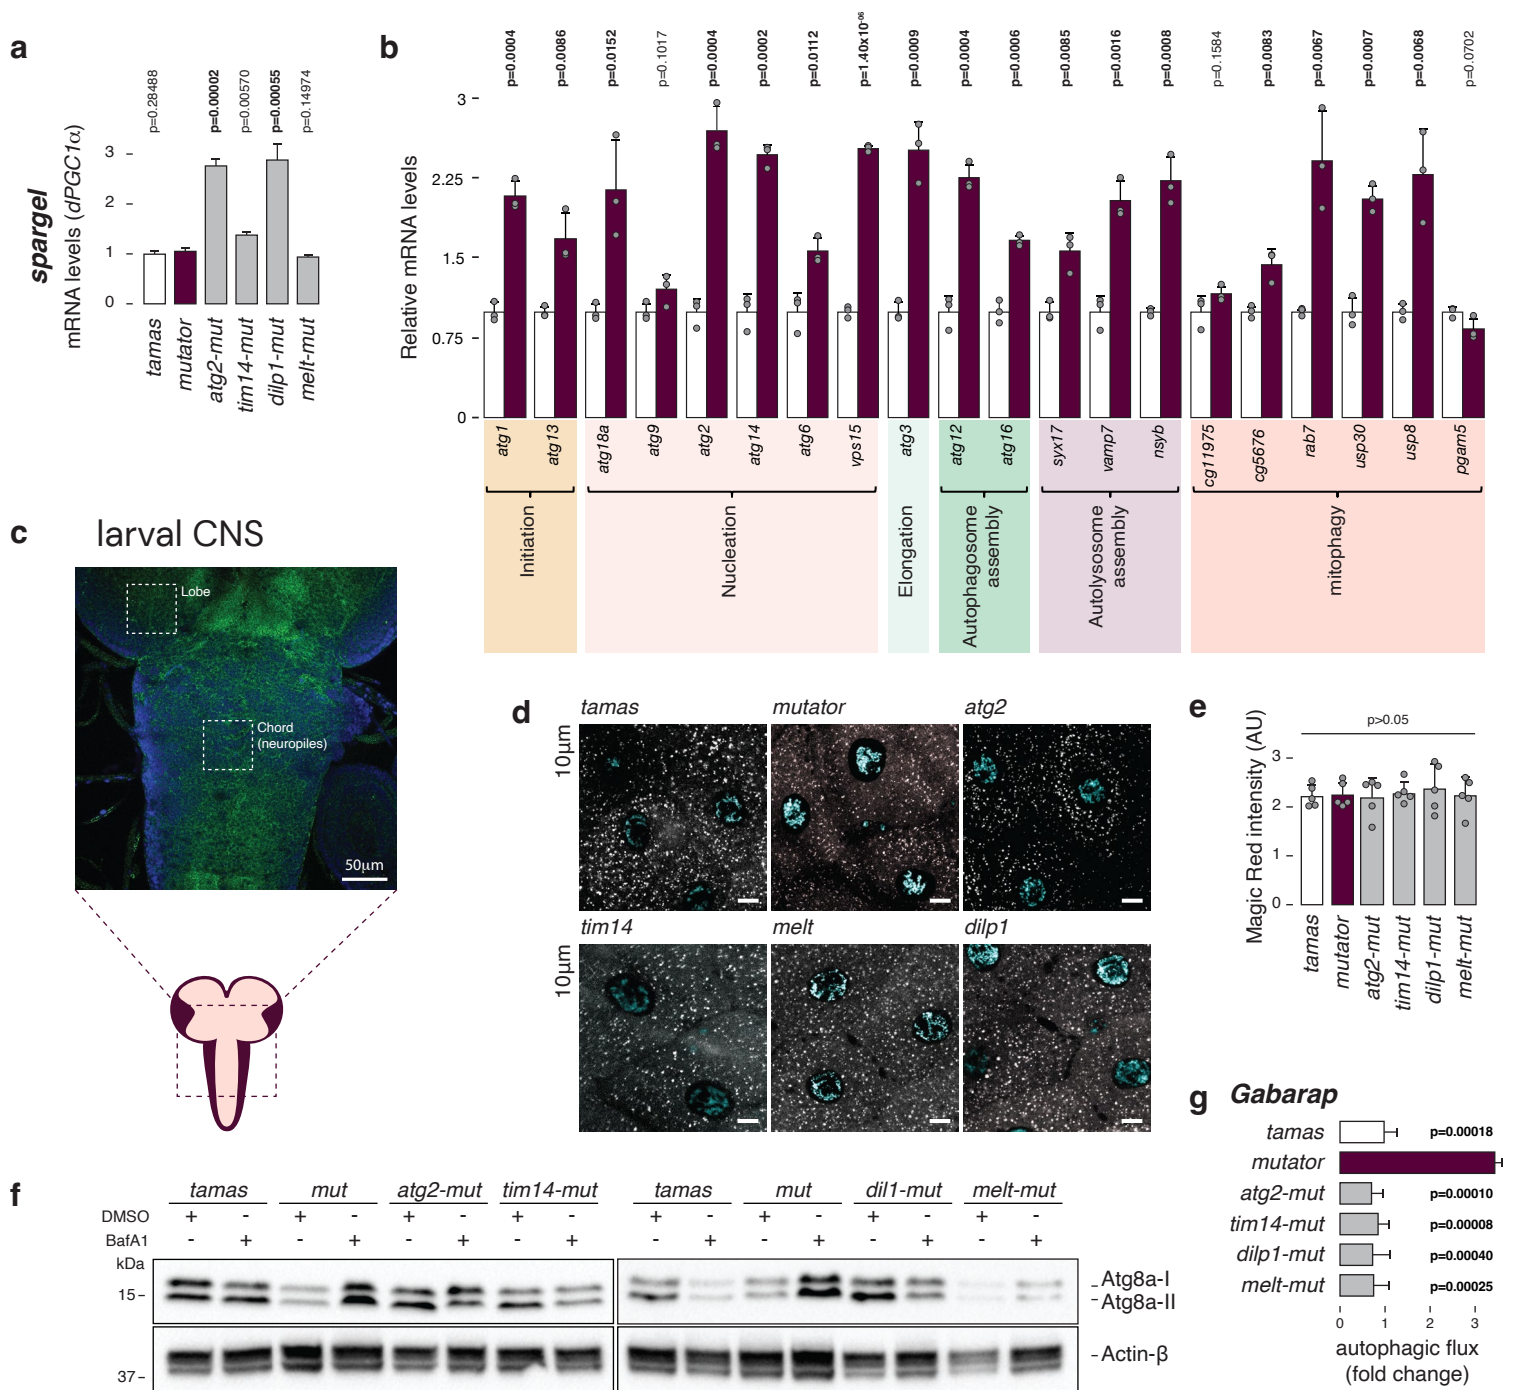 a
spargel
mRNA levels (dPGC1α)
p=0.28488
p=0.00002
p=0.00570
p=0.00055
p=0.14974
3
2
1
0
tamas
mutator
atg2-mut
tim14-mut
dilp1-mut
melt-mut
b
Relative mRNA levels
p=0.0004
p=0.0086
p=0.0152
p=0.1017
p=0.0004
p=0.0002
p=0.0112
p=1.40x10-06
p=0.0009
p=0.0004
p=0.0006
p=0.0085
p=0.0016
p=0.0008
p=0.1584
p=0.0083
p=0.0067
p=0.0007
p=0.0068
p=0.0702
3
2.25
1.5
0.75
0
atg1
atg13
atg18a
atg9
atg2
atg14
atg6
vps15
atg3
atg12
atg16
syx17
vamp7
nsyb
cg11975
cg5676
rab7
usp30
usp8
pgam5
Initiation
Nucleation
Elongation
Autophagosome
assembly
Autolysosome
assembly
mitophagy
c
larval CNS
Lobe
Chord
(neuropiles)
50µm
d
tamas
mutator
atg2
10µm
tim14
melt
dilp1
10µm
e
Magic Red intensity (AU)
p>0.05
3
2
1
0
tamas
mutator
atg2-mut
tim14-mut
dilp1-mut
melt-mut
f
tamas mut atg2-mut tim14-mut tamas mut dil1-mut melt-mut
DMSO + - + - + - + - + - + - + - + -
BafA1 - + - + - + - + - + - + - + - +
kDa
15
Atg8a-I
Atg8a-II
Actin-β
37
g
Gabarap
tamas p=0.00018
mutator
atg2-mut p=0.00010
tim14-mut p=0.00008
dilp1-mut p=0.00040
melt-mut p=0.00025
0 1 2 3
autophagic flux
(fold change)